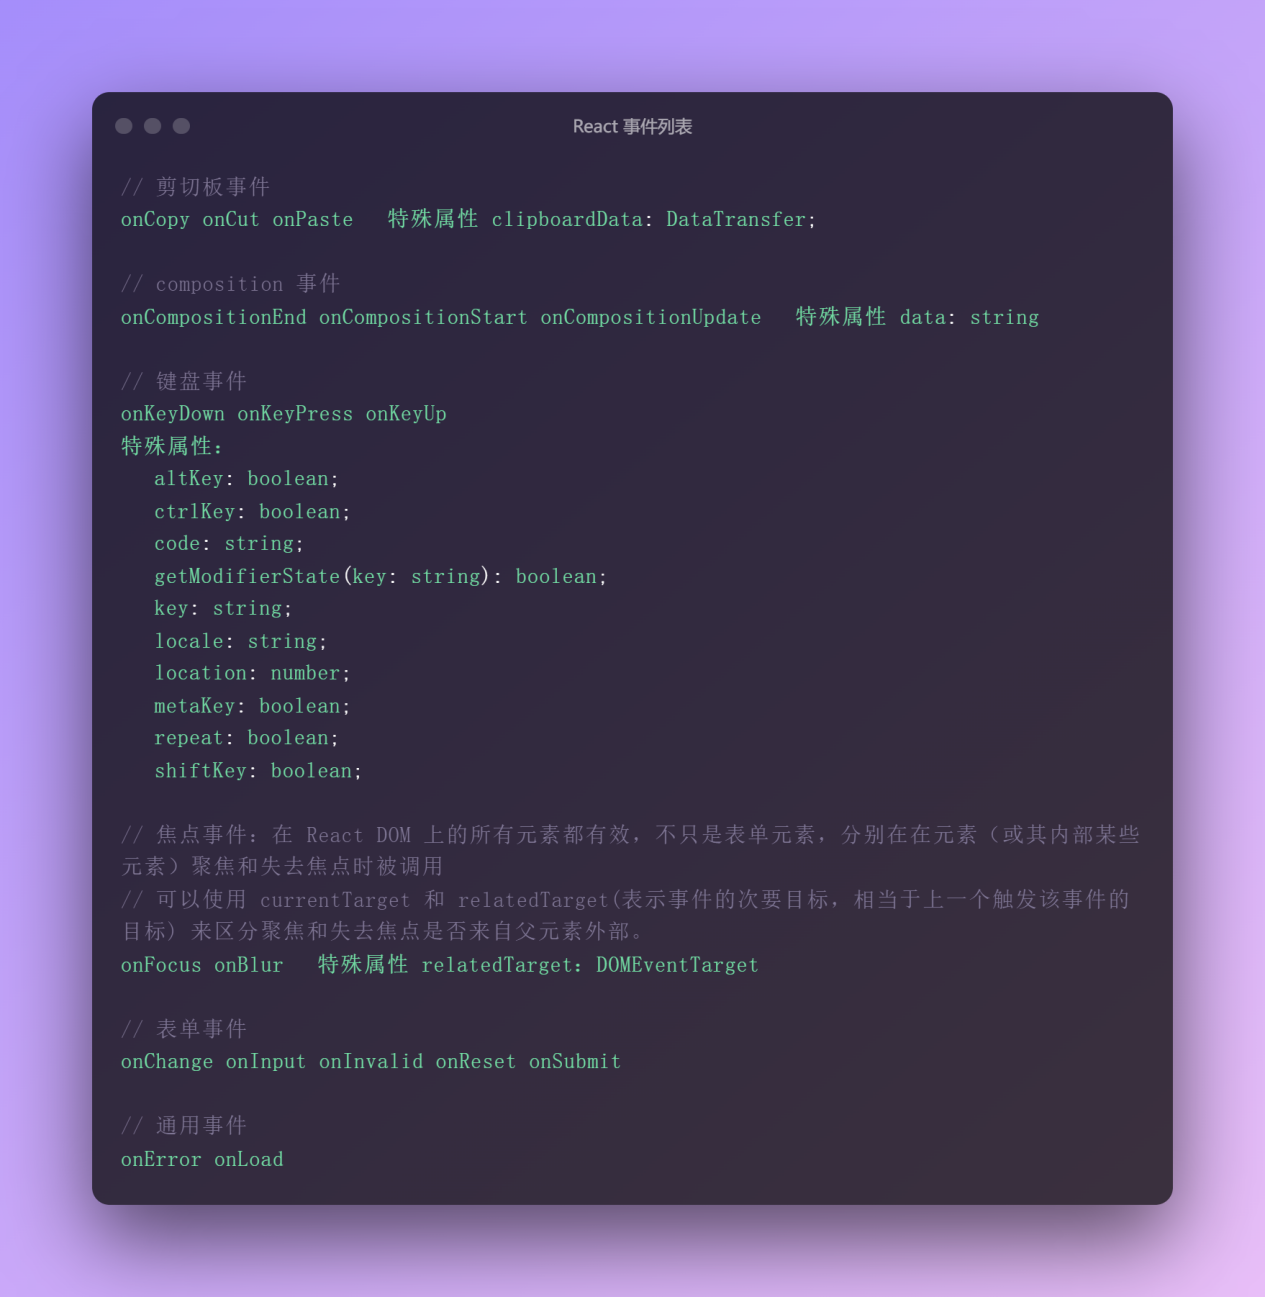 React 事件列表
// 剪切板事件
onCopy onCut onPaste   特殊属性 clipboardData: DataTransfer;
// composition 事件
onCompositionEnd onCompositionStart onCompositionUpdate   特殊属性 data: string
// 键盘事件
onKeyDown onKeyPress onKeyUp
特殊属性：
altKey: boolean;
ctrlKey: boolean;
code: string;
getModifierState(key: string): boolean;
key: string;
locale: string;
location: number;
metaKey: boolean;
repeat: boolean;
shiftKey: boolean;
// 焦点事件：在 React DOM 上的所有元素都有效，不只是表单元素，分别在在元素（或其内部某些
元素）聚焦和失去焦点时被调用
// 可以使用 currentTarget 和 relatedTarget(表示事件的次要目标，相当于上一个触发该事件的
目标) 来区分聚焦和失去焦点是否来自父元素外部。
onFocus onBlur   特殊属性 relatedTarget：DOMEventTarget
// 表单事件
onChange onInput onInvalid onReset onSubmit
// 通用事件
onError onLoad